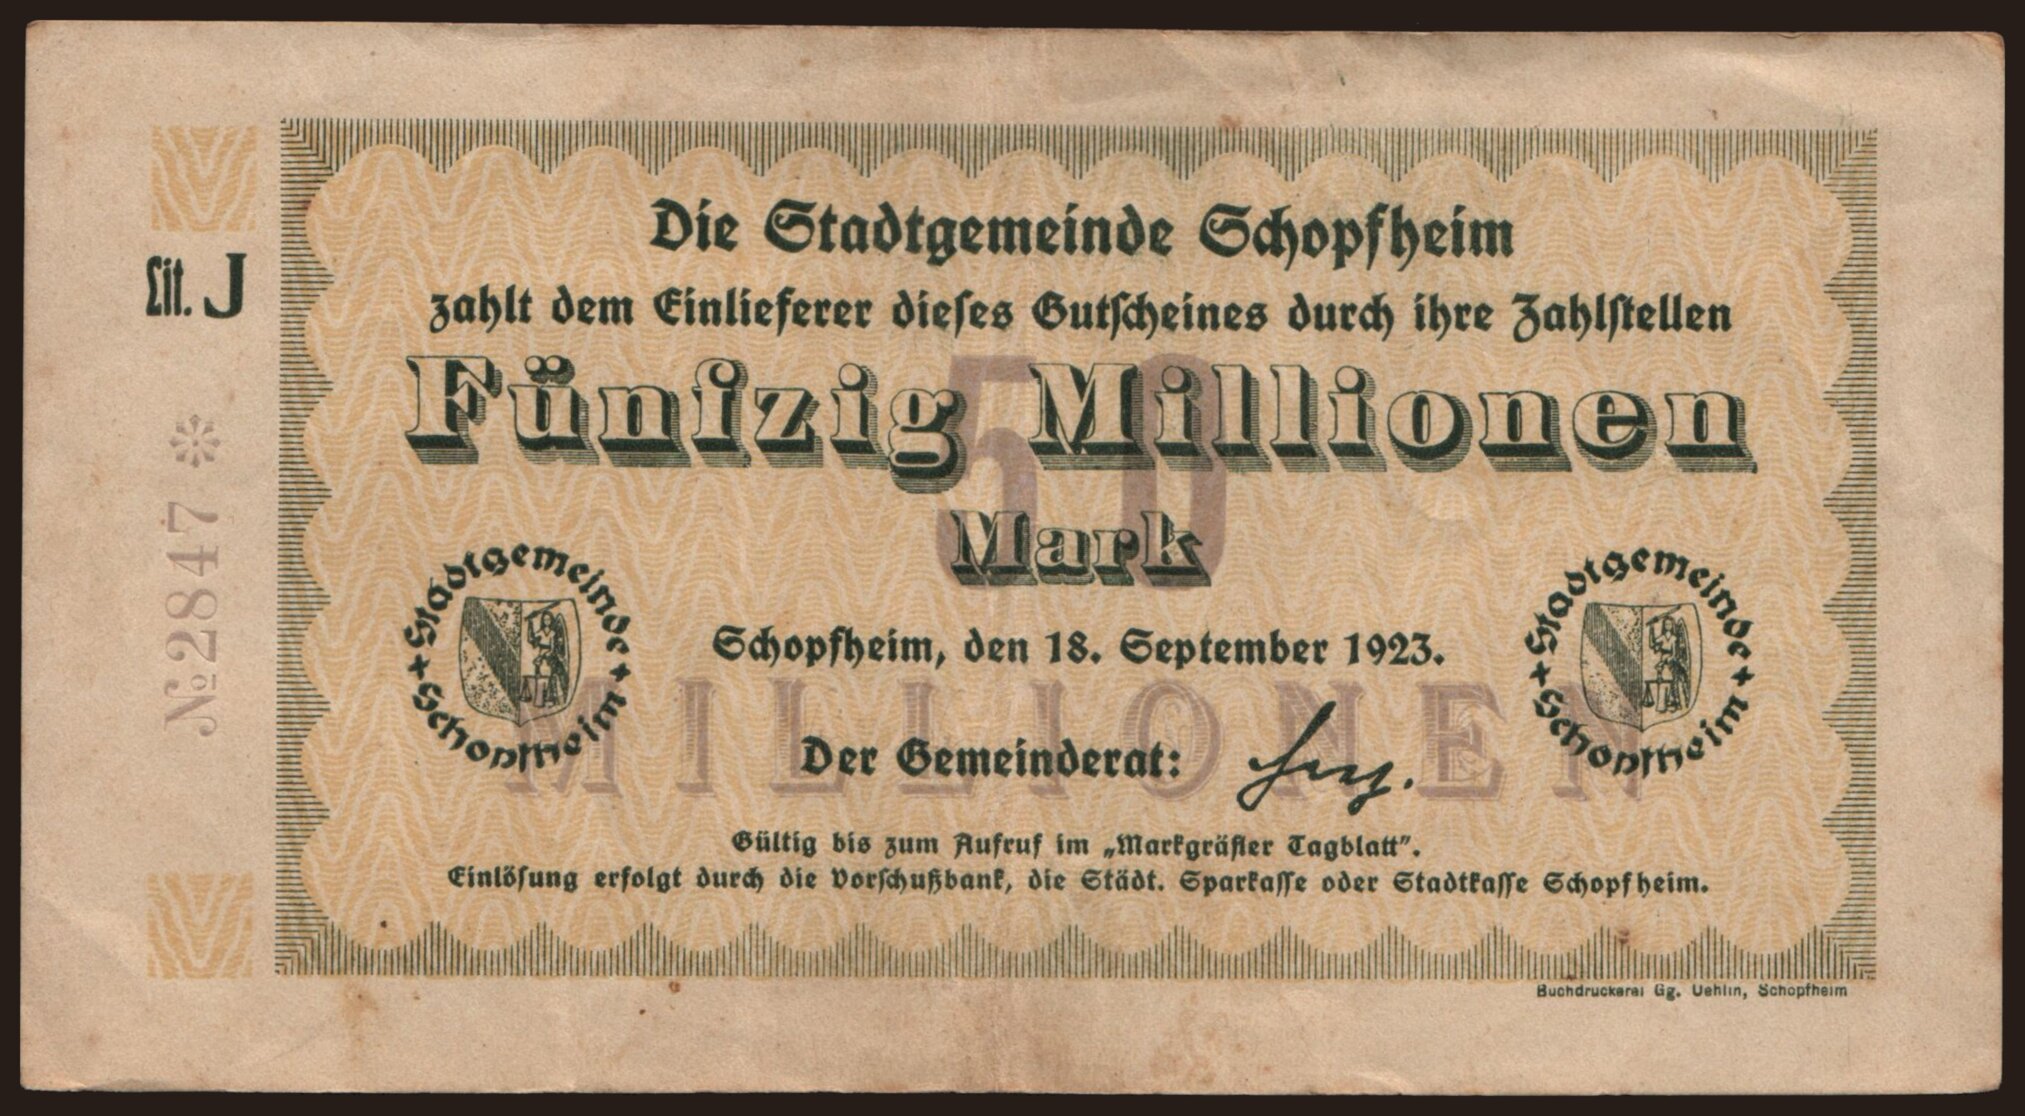 Lit. J
№ 2847 *
Die Stadtgemeinde Schopfheim
zahlt dem Einlieferer dieses Gutscheines durch ihre Zahlstellen
50
Fünfzig Millionen
Mark
Stadtgemeinde
+ Schopfheim +
Stadtgemeinde
+ Schopfheim +
Schopfheim, den 18. September 1923.
MILLIONEN
Der Gemeinderat:
Gültig bis zum Aufruf im „Markgräfler Tagblatt".
Einlösung erfolgt durch die Vorschußbank, die Städt. Sparkasse oder Stadtkasse Schopfheim.
Buchdruckerei Gg. Uehlin, Schopfheim